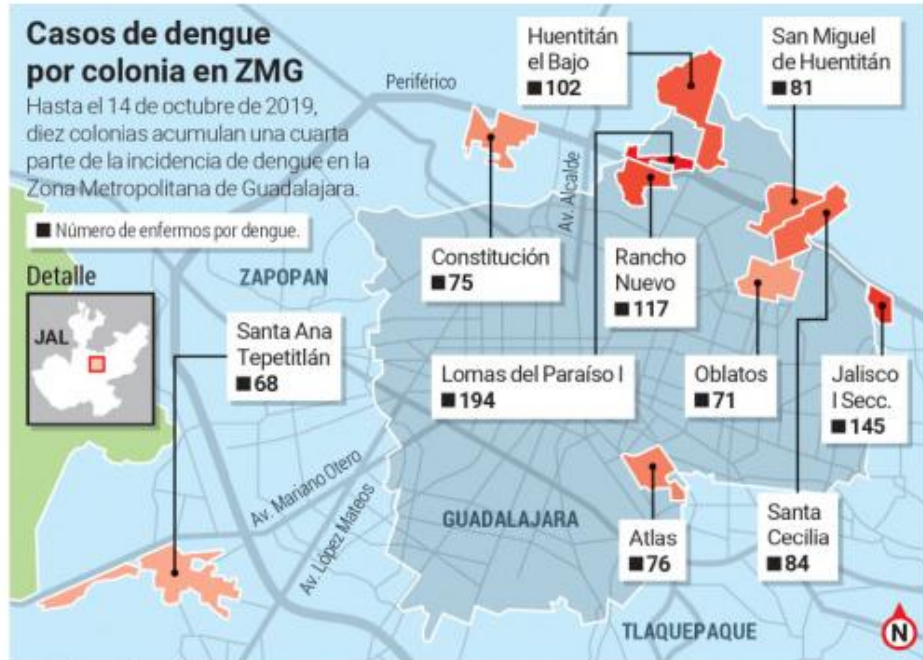 Casos de dengue
por colonia en ZMG
Hasta el 14 de octubre de 2019,
diez colonias acumulan una cuarta
parte de la incidencia de dengue en la
Zona Metropolitana de Guadalajara.
■ Número de enfermos por dengue.
Detalle
JAL
Periférico
Av. Alcalde
Huentitán
el Bajo
■ 102
San Miguel
de Huentitán
■ 81
ZAPOPAN
Constitución
■ 75
Rancho
Nuevo
■ 117
Santa Ana
Tepetitlán
■ 68
Lomas del Paraíso I
■ 194
Oblatos
■ 71
Jalisco
I Secc.
■ 145
Av. Mariano Otero
Av. López Mateos
GUADALAJARA
Atlas
■ 76
Santa
Cecilia
■ 84
TLAQUEPAQUE
N